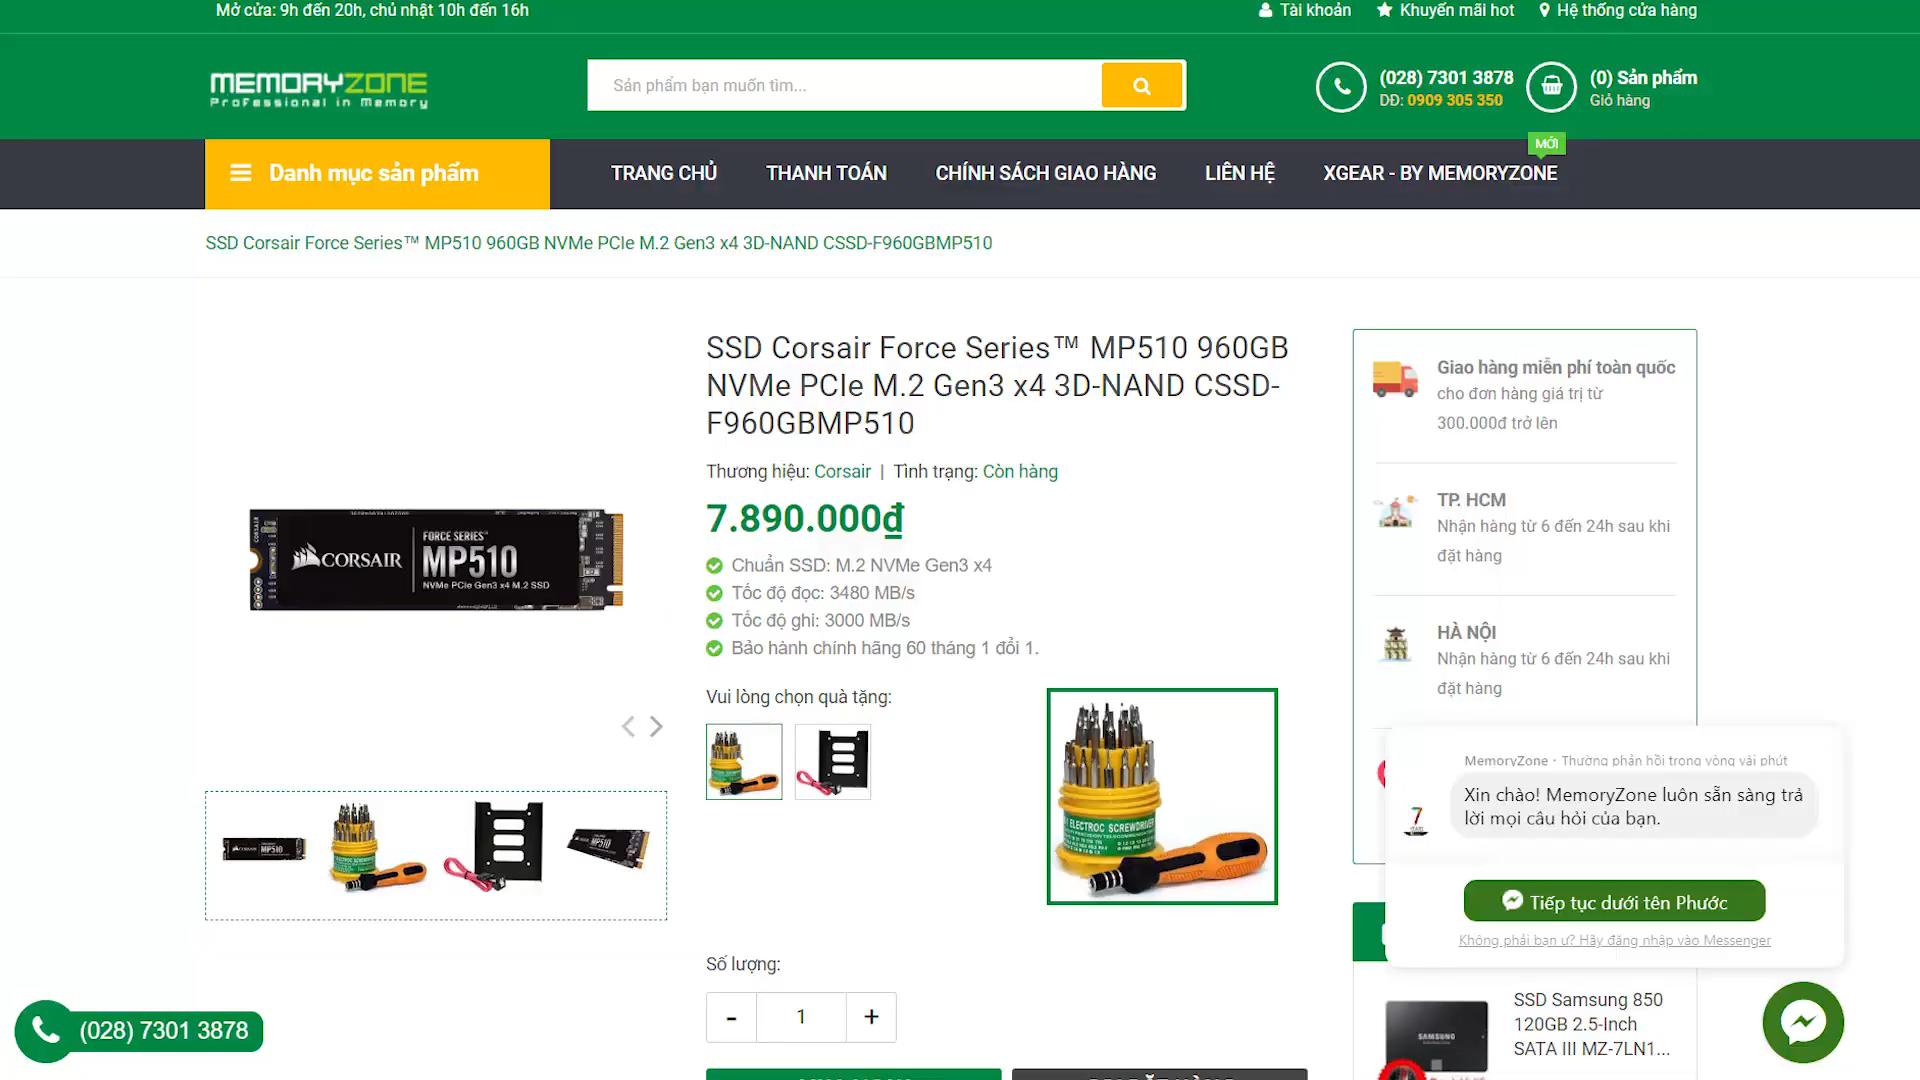 Mở cửa: 9h đến 20h, chủ nhật 10h đến 16h
Tài khoản
Khuyến mãi hot
Hệ thống cửa hàng
MEMORYZONE
Professional in Memory
Sản phẩm bạn muốn tìm...
(028) 7301 3878
DĐ: 0909 305 350
(0) Sản phẩm
Giỏ hàng
Danh mục sản phẩm
TRANG CHỦ
THANH TOÁN
CHÍNH SÁCH GIAO HÀNG
LIÊN HỆ
MỚI
XGEAR - BY MEMORYZONE
SSD Corsair Force Series™ MP510 960GB NVMe PCIe M.2 Gen3 x4 3D-NAND CSSD-F960GBMP510
SSD Corsair Force Series™ MP510 960GB
NVMe PCIe M.2 Gen3 x4 3D-NAND CSSD-
F960GBMP510
Thương hiệu: Corsair | Tình trạng: Còn hàng
7.890.000₫
Chuẩn SSD: M.2 NVMe Gen3 x4
Tốc độ đọc: 3480 MB/s
Tốc độ ghi: 3000 MB/s
Bảo hành chính hãng 60 tháng 1 đổi 1.
Vui lòng chọn quà tặng:
CORSAIR
FORCE SERIES™
MP510
NVMe PCIe Gen3 x4 M.2 SSD
ELECTROC SCREWDRIVER
Số lượng:
- 1 +
Giao hàng miễn phí toàn quốc
cho đơn hàng giá trị từ
300.000đ trở lên
TP. HCM
Nhận hàng từ 6 đến 24h sau khi
đặt hàng
HÀ NỘI
Nhận hàng từ 6 đến 24h sau khi
đặt hàng
MemoryZone · Thường phản hồi trong vòng vài phút
Xin chào! MemoryZone luôn sẵn sàng trả
lời mọi câu hỏi của bạn.
Tiếp tục dưới tên Phước
Không phải bạn ư? Hãy đăng nhập vào Messenger
SSD Samsung 850
120GB 2.5-Inch
SATA III MZ-7LN1...
SAMSUNG
(028) 7301 3878